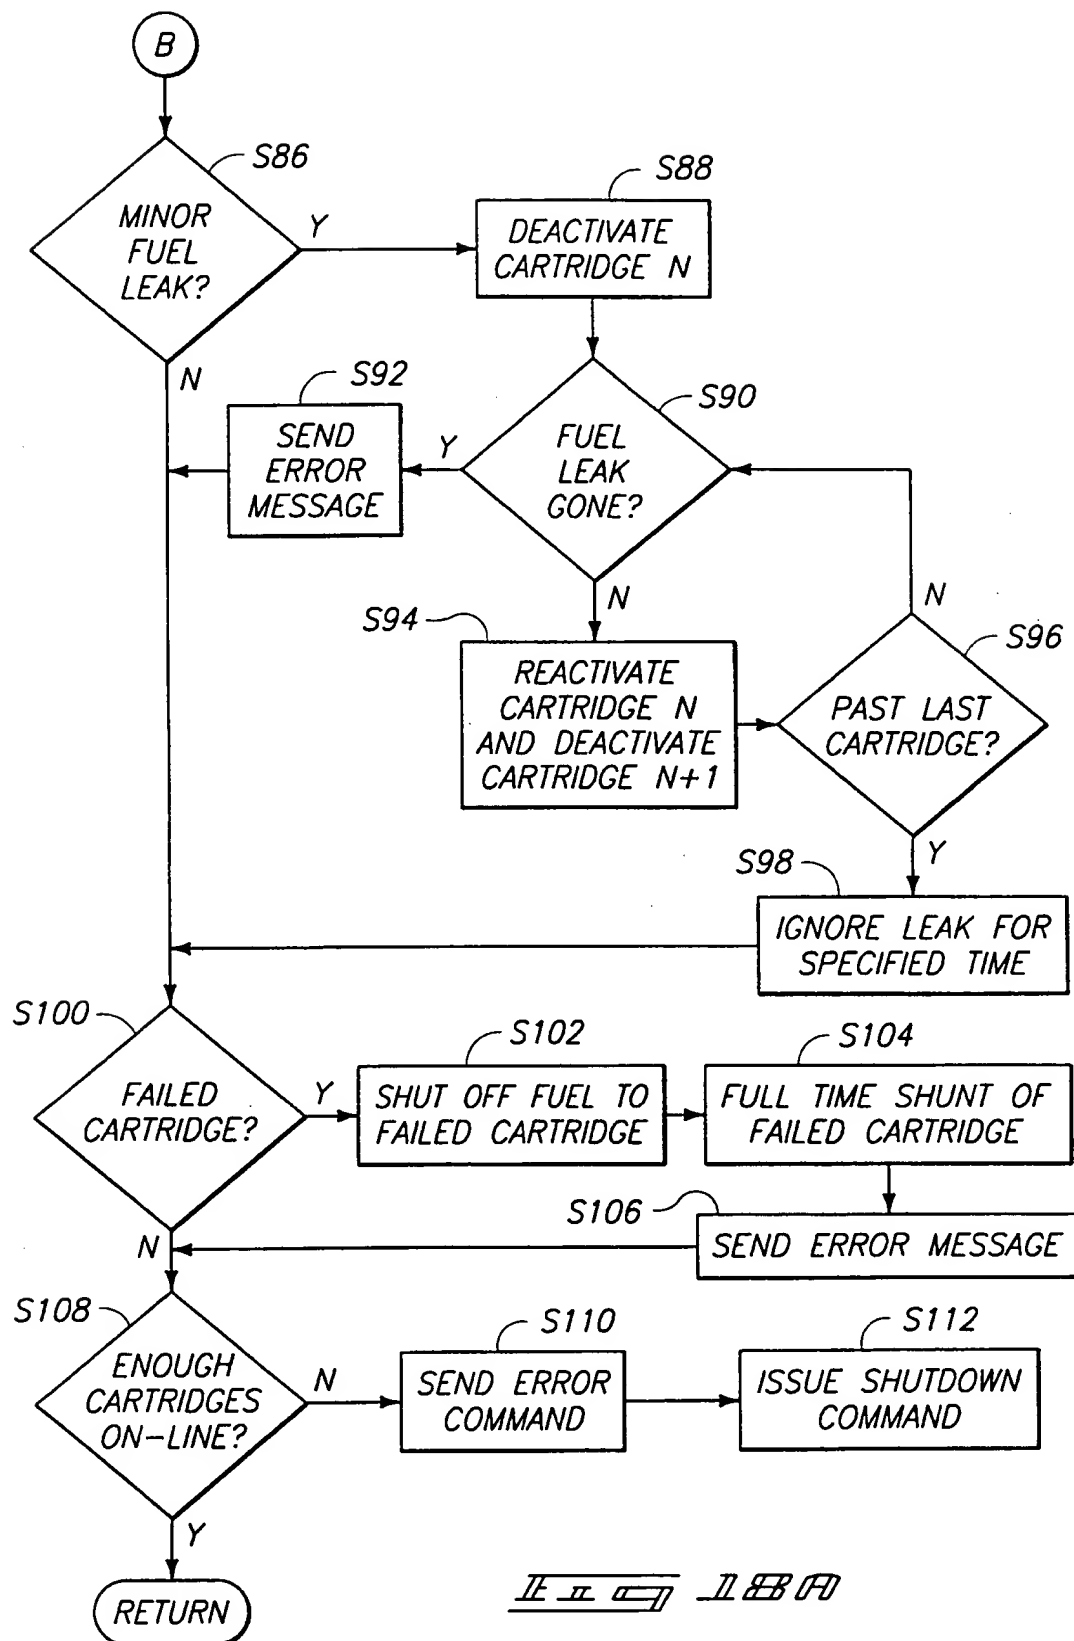 B
S86
MINOR
FUEL
LEAK?
Y
N
S88
DEACTIVATE
CARTRIDGE N
S92
SEND
ERROR
MESSAGE
Y
S90
FUEL
LEAK
GONE?
N
S94
REACTIVATE
CARTRIDGE N
AND DEACTIVATE
CARTRIDGE N+1
N
S96
PAST LAST
CARTRIDGE?
Y
S98
IGNORE LEAK FOR
SPECIFIED TIME
S100
FAILED
CARTRIDGE?
Y
N
S102
SHUT OFF FUEL TO
FAILED CARTRIDGE
S104
FULL TIME SHUNT OF
FAILED CARTRIDGE
S106
SEND ERROR MESSAGE
S108
ENOUGH
CARTRIDGES
ON-LINE?
N
Y
S110
SEND ERROR
COMMAND
S112
ISSUE SHUTDOWN
COMMAND
RETURN
Fig 18A